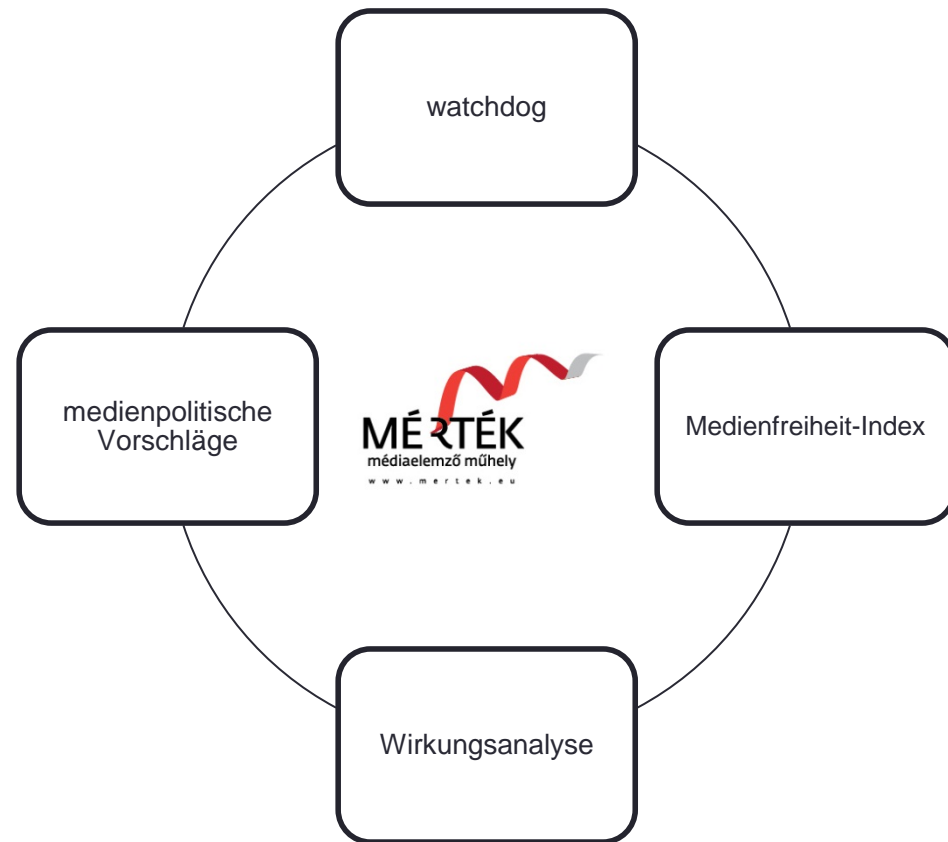 watchdog
medienpolitische
Vorschläge
MÉRTÉK
médiaelemző műhely
www.mertek.eu
Medienfreiheit-Index
Wirkungsanalyse